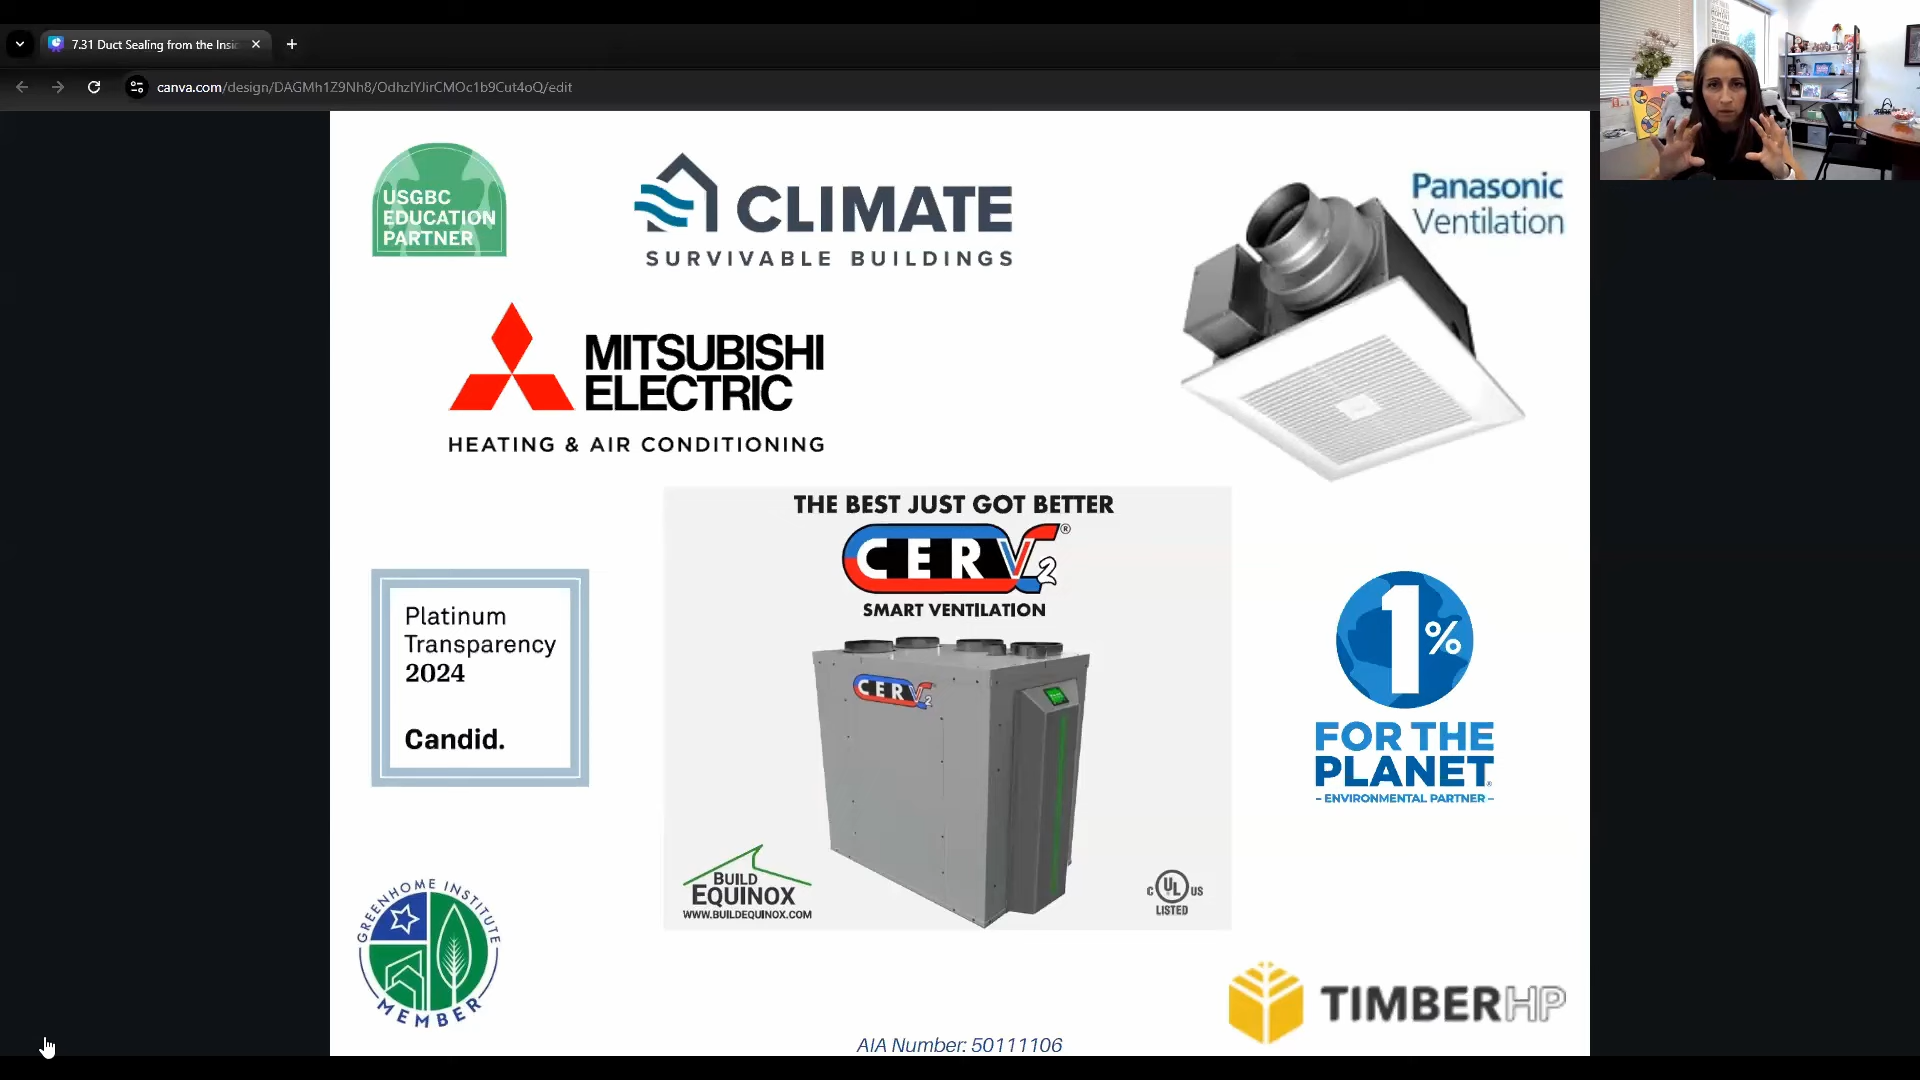 7.31 Duct Sealing from the Insi
canva.com/design/DAGMh1Z9Nh8/OdhzIYJirCMOc1b9Cut4oQ/edit
USGBC
EDUCATION
PARTNER
CLIMATE
SURVIVABLE BUILDINGS
Panasonic
Ventilation
MITSUBISHI
ELECTRIC
HEATING & AIR CONDITIONING
THE BEST JUST GOT BETTER
CERV2®
SMART VENTILATION
CERV2
BUILD
EQUINOX
WWW.BUILDEQUINOX.COM
C UL US
LISTED
Platinum
Transparency
2024
Candid.
1%
FOR THE
PLANET®
- ENVIRONMENTAL PARTNER -
GREENHOME INSTITUTE
MEMBER
TIMBERHP
AIA Number: 50111106